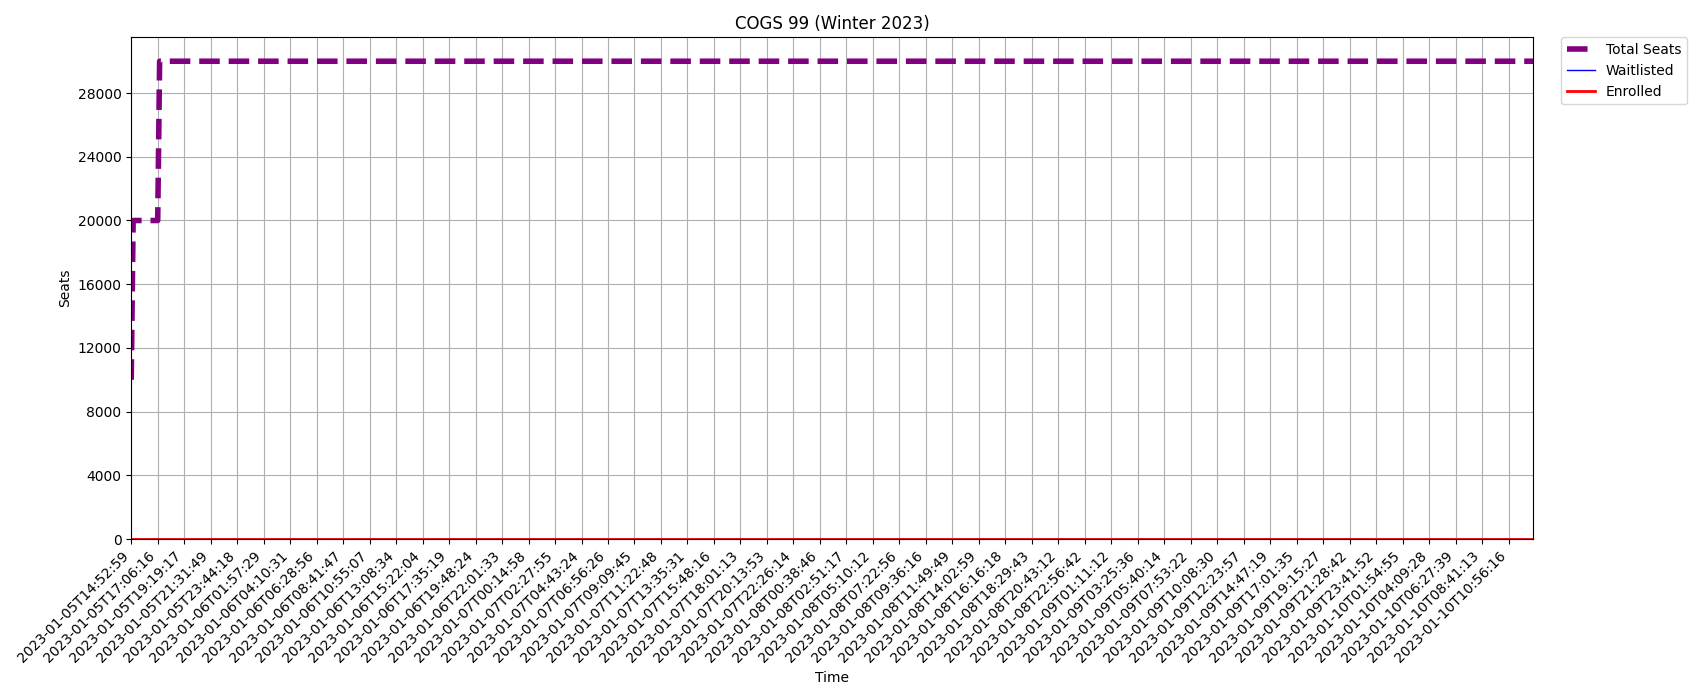 COGS 99 (Winter 2023)
Total Seats
Waitlisted
Enrolled
Seats
28000
24000
20000
16000
12000
8000
4000
0
2023-01-05T14:52:59
2023-01-05T17:06:16
2023-01-05T19:19:17
2023-01-05T21:31:49
2023-01-05T23:44:18
2023-01-06T01:57:29
2023-01-06T04:10:31
2023-01-06T06:28:56
2023-01-06T08:41:47
2023-01-06T10:55:07
2023-01-06T13:08:34
2023-01-06T15:22:04
2023-01-06T17:35:19
2023-01-06T19:48:24
2023-01-06T22:01:33
2023-01-07T00:14:58
2023-01-07T02:27:55
2023-01-07T04:43:24
2023-01-07T06:56:26
2023-01-07T09:09:45
2023-01-07T11:22:48
2023-01-07T13:35:31
2023-01-07T15:48:16
2023-01-07T18:01:13
2023-01-07T20:13:53
2023-01-07T22:26:14
2023-01-08T00:38:46
2023-01-08T02:51:17
2023-01-08T05:10:12
2023-01-08T07:22:56
2023-01-08T09:36:16
2023-01-08T11:49:49
2023-01-08T14:02:59
2023-01-08T16:16:18
2023-01-08T18:29:43
2023-01-08T20:43:12
2023-01-08T22:56:42
2023-01-09T01:11:12
2023-01-09T03:25:36
2023-01-09T05:40:14
2023-01-09T07:53:22
2023-01-09T10:08:30
2023-01-09T12:23:57
2023-01-09T14:47:19
2023-01-09T17:01:35
2023-01-09T19:15:27
2023-01-09T21:28:42
2023-01-09T23:41:52
2023-01-10T01:54:55
2023-01-10T04:09:28
2023-01-10T06:27:39
2023-01-10T08:41:13
2023-01-10T10:56:16
Time